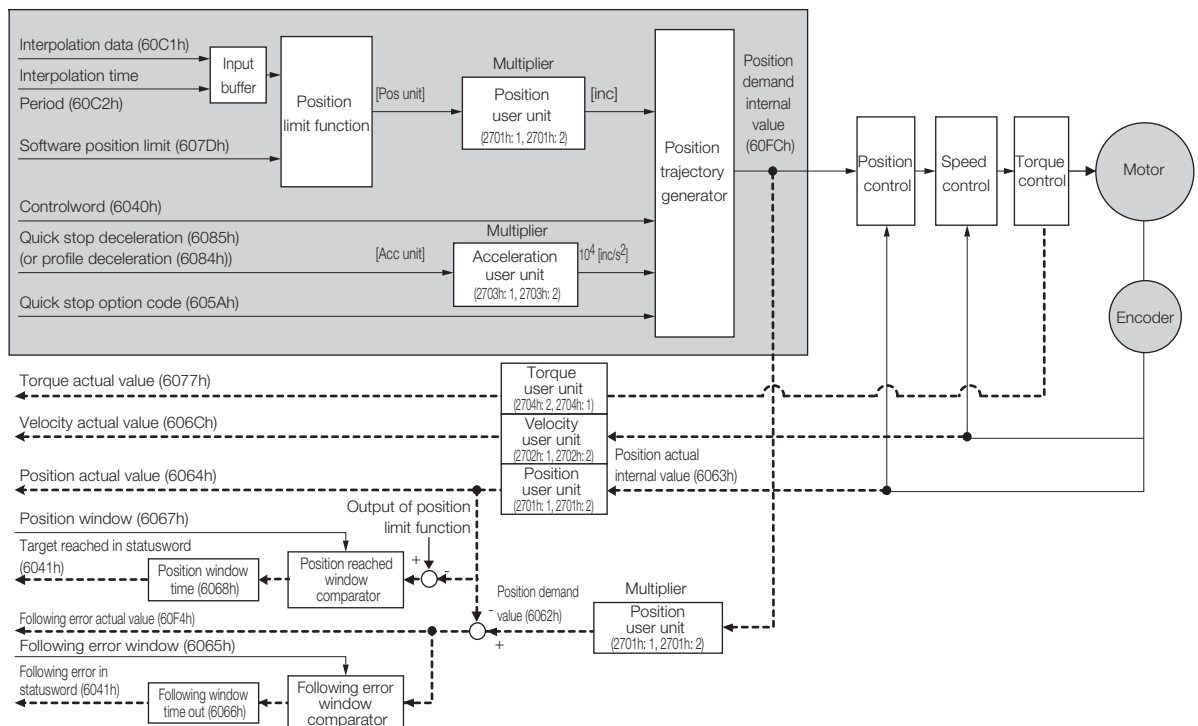 Interpolation data (60C1h)
Interpolation time
Period (60C2h)
Input
buffer
Software position limit (607Dh)
Position
limit function
[Pos unit]
Multiplier
Position
user unit
(2701h: 1, 2701h: 2)
[inc]
Controlword (6040h)
Quick stop deceleration (6085h)
(or profile deceleration (6084h))
[Acc unit]
Multiplier
Acceleration
user unit
(2703h: 1, 2703h: 2)
10⁴ [inc/s²]
Quick stop option code (605Ah)
Position
trajectory
generator
Position
demand
internal
value
(60FCh)
Position
control
Speed
control
Torque
control
Motor
Encoder
Torque actual value (6077h)
Torque
user unit
(2704h: 2, 2704h: 1)
Velocity actual value (606Ch)
Velocity
user unit
(2702h: 1, 2702h: 2)
Position actual value (6064h)
Position
user unit
(2701h: 1, 2701h: 2)
Position actual
internal value (6063h)
Position window (6067h)
Output of position
limit function
Target reached in statusword
(6041h)
Position window
time (6068h)
Position reached
window
comparator
+
-
Following error actual value (60F4h)
-
+
Position demand
value (6062h)
Multiplier
Position
user unit
(2701h: 1, 2701h: 2)
Following error window (6065h)
Following error in
statusword (6041h)
Following window
time out (6066h)
Following error
window
comparator